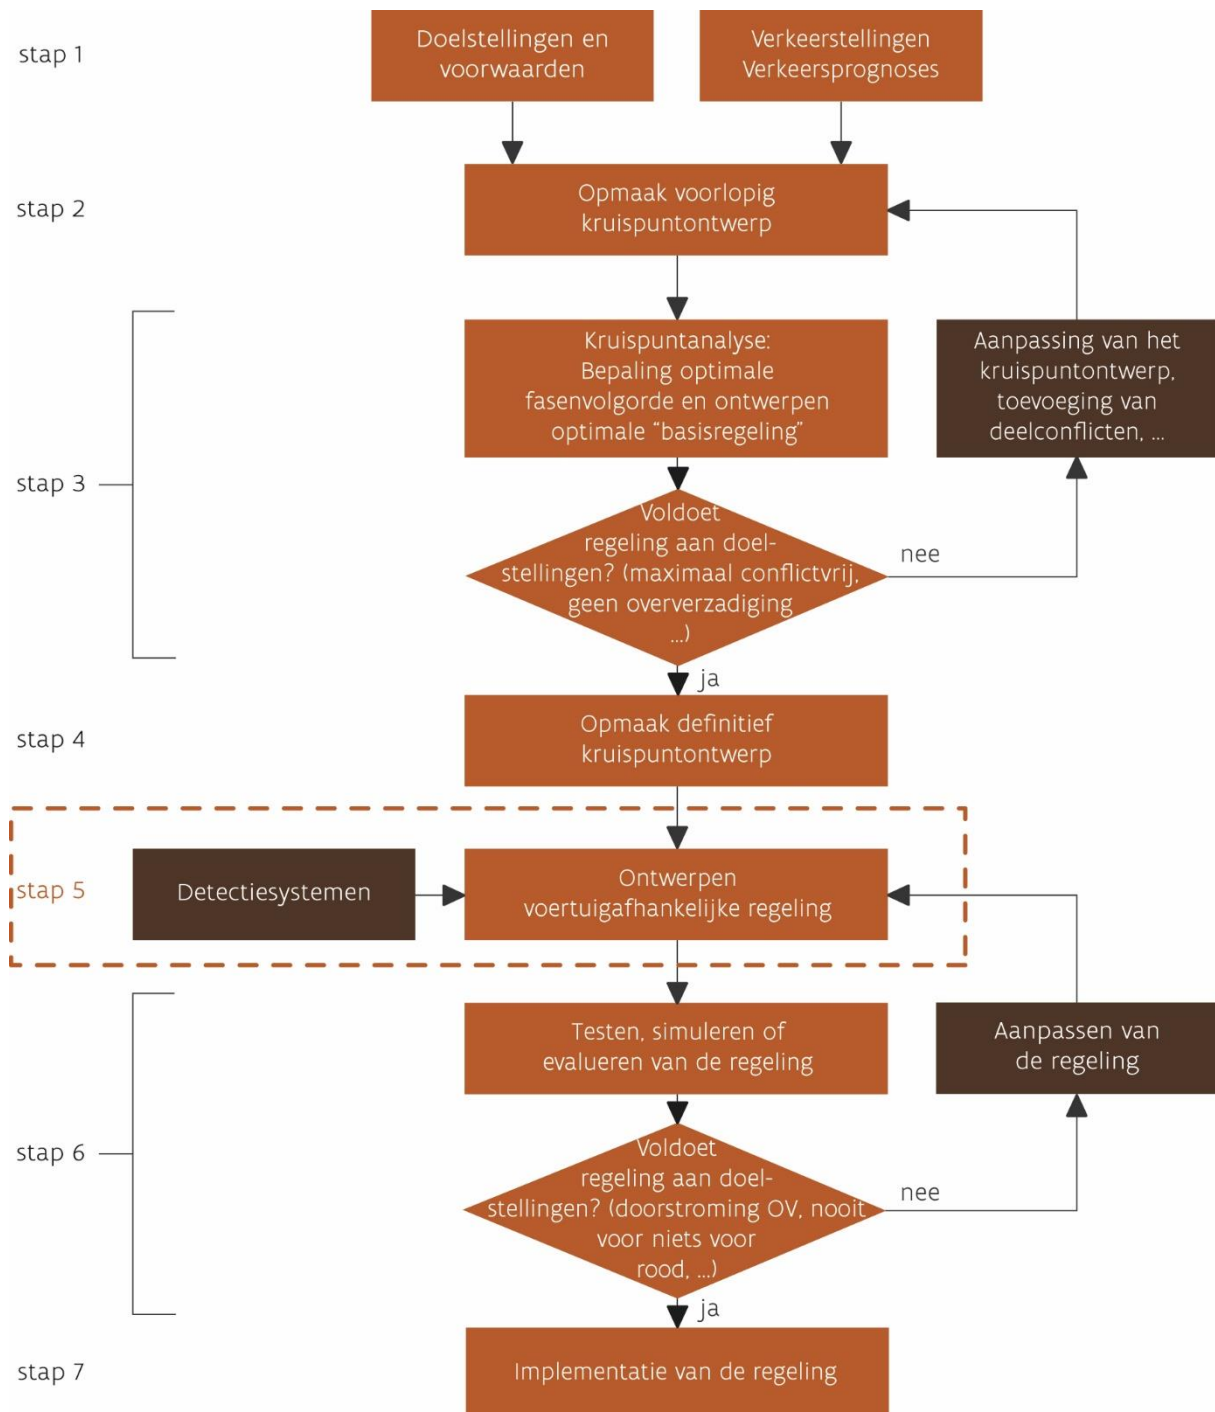 stap 1
Doelstellingen en
voorwaarden
Verkeerstellingen
Verkeersprognoses
stap 2
Opmaak voorlopig
kruispuntontwerp
stap 3
Kruispuntanalyse:
Bepaling optimale
fasenvolgorde en ontwerpen
optimale “basisregeling”
Aanpassing van het
kruispuntontwerp,
toevoeging van
deelconflicten, ...
Voldoet
regeling aan doel-
stellingen? (maximaal conflictvrij,
geen oververzadiging
...)
nee
ja
stap 4
Opmaak definitief
kruispuntontwerp
stap 5
Detectiesystemen
Ontwerpen
voertuigafhankelijke regeling
stap 6
Testen, simuleren of
evalueren van de regeling
Aanpassen van
de regeling
Voldoet
regeling aan doel-
stellingen? (doorstroming OV, nooit
voor niets voor
rood, ...)
nee
ja
stap 7
Implementatie van de regeling